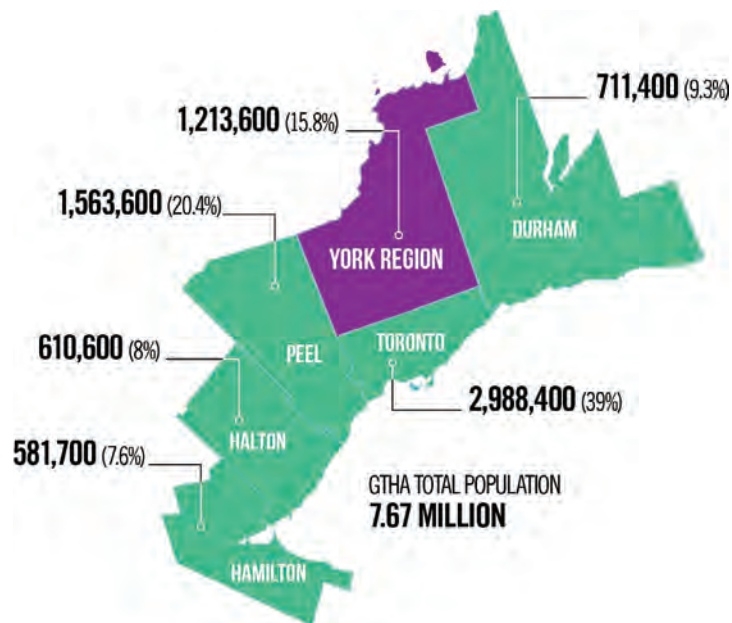 711,400 (9.3%)
1,213,600 (15.8%)
1,563,600 (20.4%)
DURHAM
YORK REGION
610,600 (8%)
PEEL
TORONTO
2,988,400 (39%)
HALTON
581,700 (7.6%)
GTHA TOTAL POPULATION
7.67 MILLION
HAMILTON